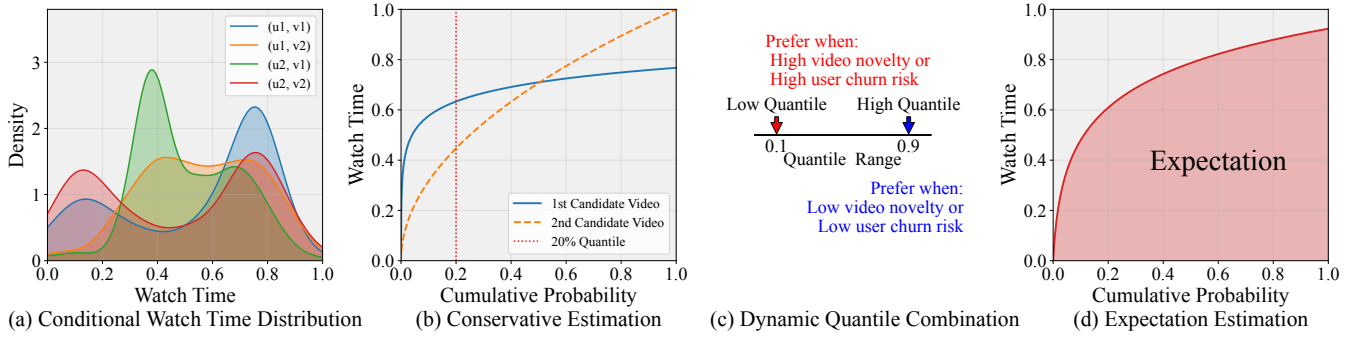 (u1, v1)
(u1, v2)
(u2, v1)
(u2, v2)
Density
3
2
1
0
0.0 0.2 0.4 0.6 0.8 1.0
Watch Time
(a) Conditional Watch Time Distribution
Watch Time
1.0
0.8
0.6
0.4
0.2
0.0
1st Candidate Video
2nd Candidate Video
20% Quantile
0.0 0.2 0.4 0.6 0.8 1.0
Cumulative Probability
(b) Conservative Estimation
Prefer when:
High video novelty or
High user churn risk
Low Quantile High Quantile
0.1 0.9
Quantile Range
Prefer when:
Low video novelty or
Low user churn risk
(c) Dynamic Quantile Combination
Watch Time
1.0
0.8
0.6
0.4
0.2
0.0
Expectation
0.0 0.2 0.4 0.6 0.8 1.0
Cumulative Probability
(d) Expectation Estimation